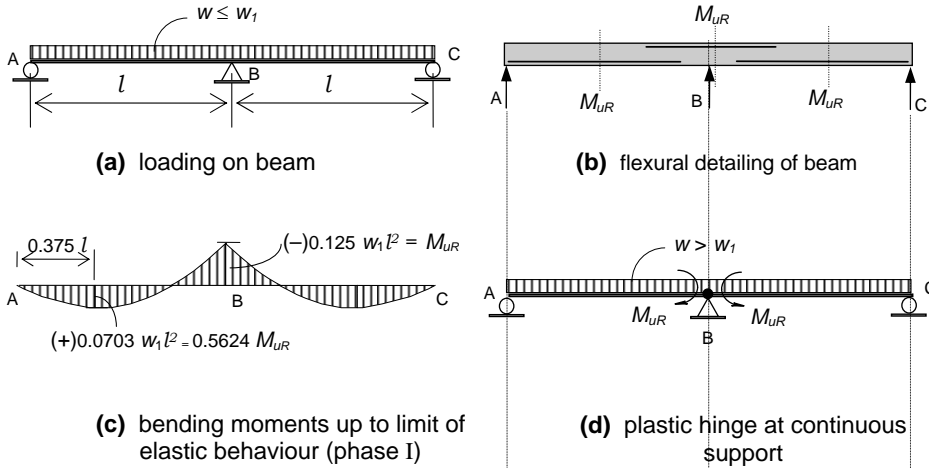 w ≤ w₁
A
B
C
l
l
(a) loading on beam
MuR
A
B
C
MuR
MuR
(b) flexural detailing of beam
0.375 l
(–)0.125 w₁l² = MuR
A
B
C
(+)0.0703 w₁l² = 0.5624 MuR
(c) bending moments up to limit of
elastic behaviour (phase I)
w > w₁
A
C
MuR
MuR
B
(d) plastic hinge at continuous
support